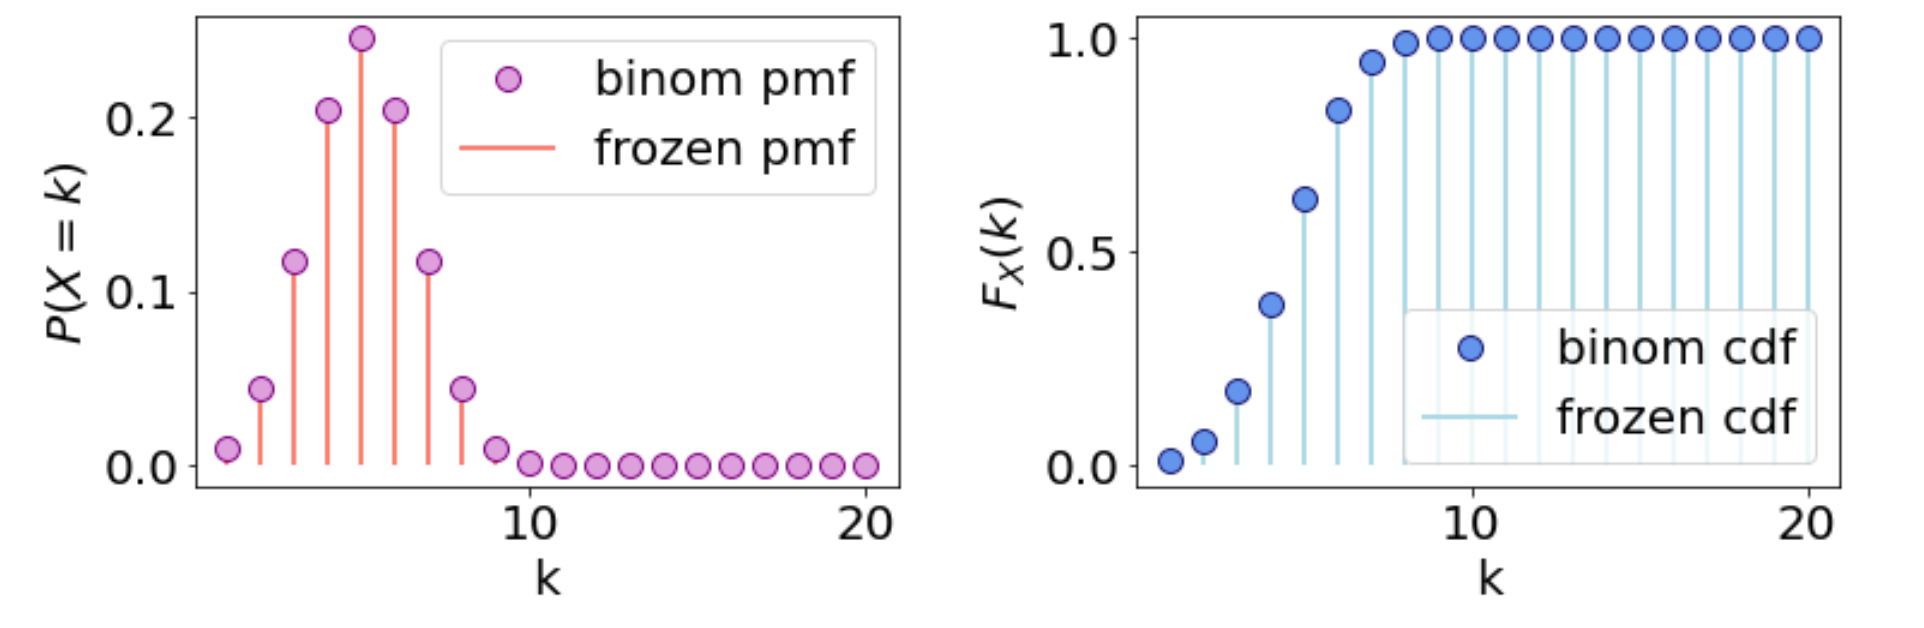 P(X = k)
0.2
0.1
0.0
binom pmf
frozen pmf
10
20
k
F_X(k)
1.0
0.5
0.0
binom cdf
frozen cdf
10
20
k